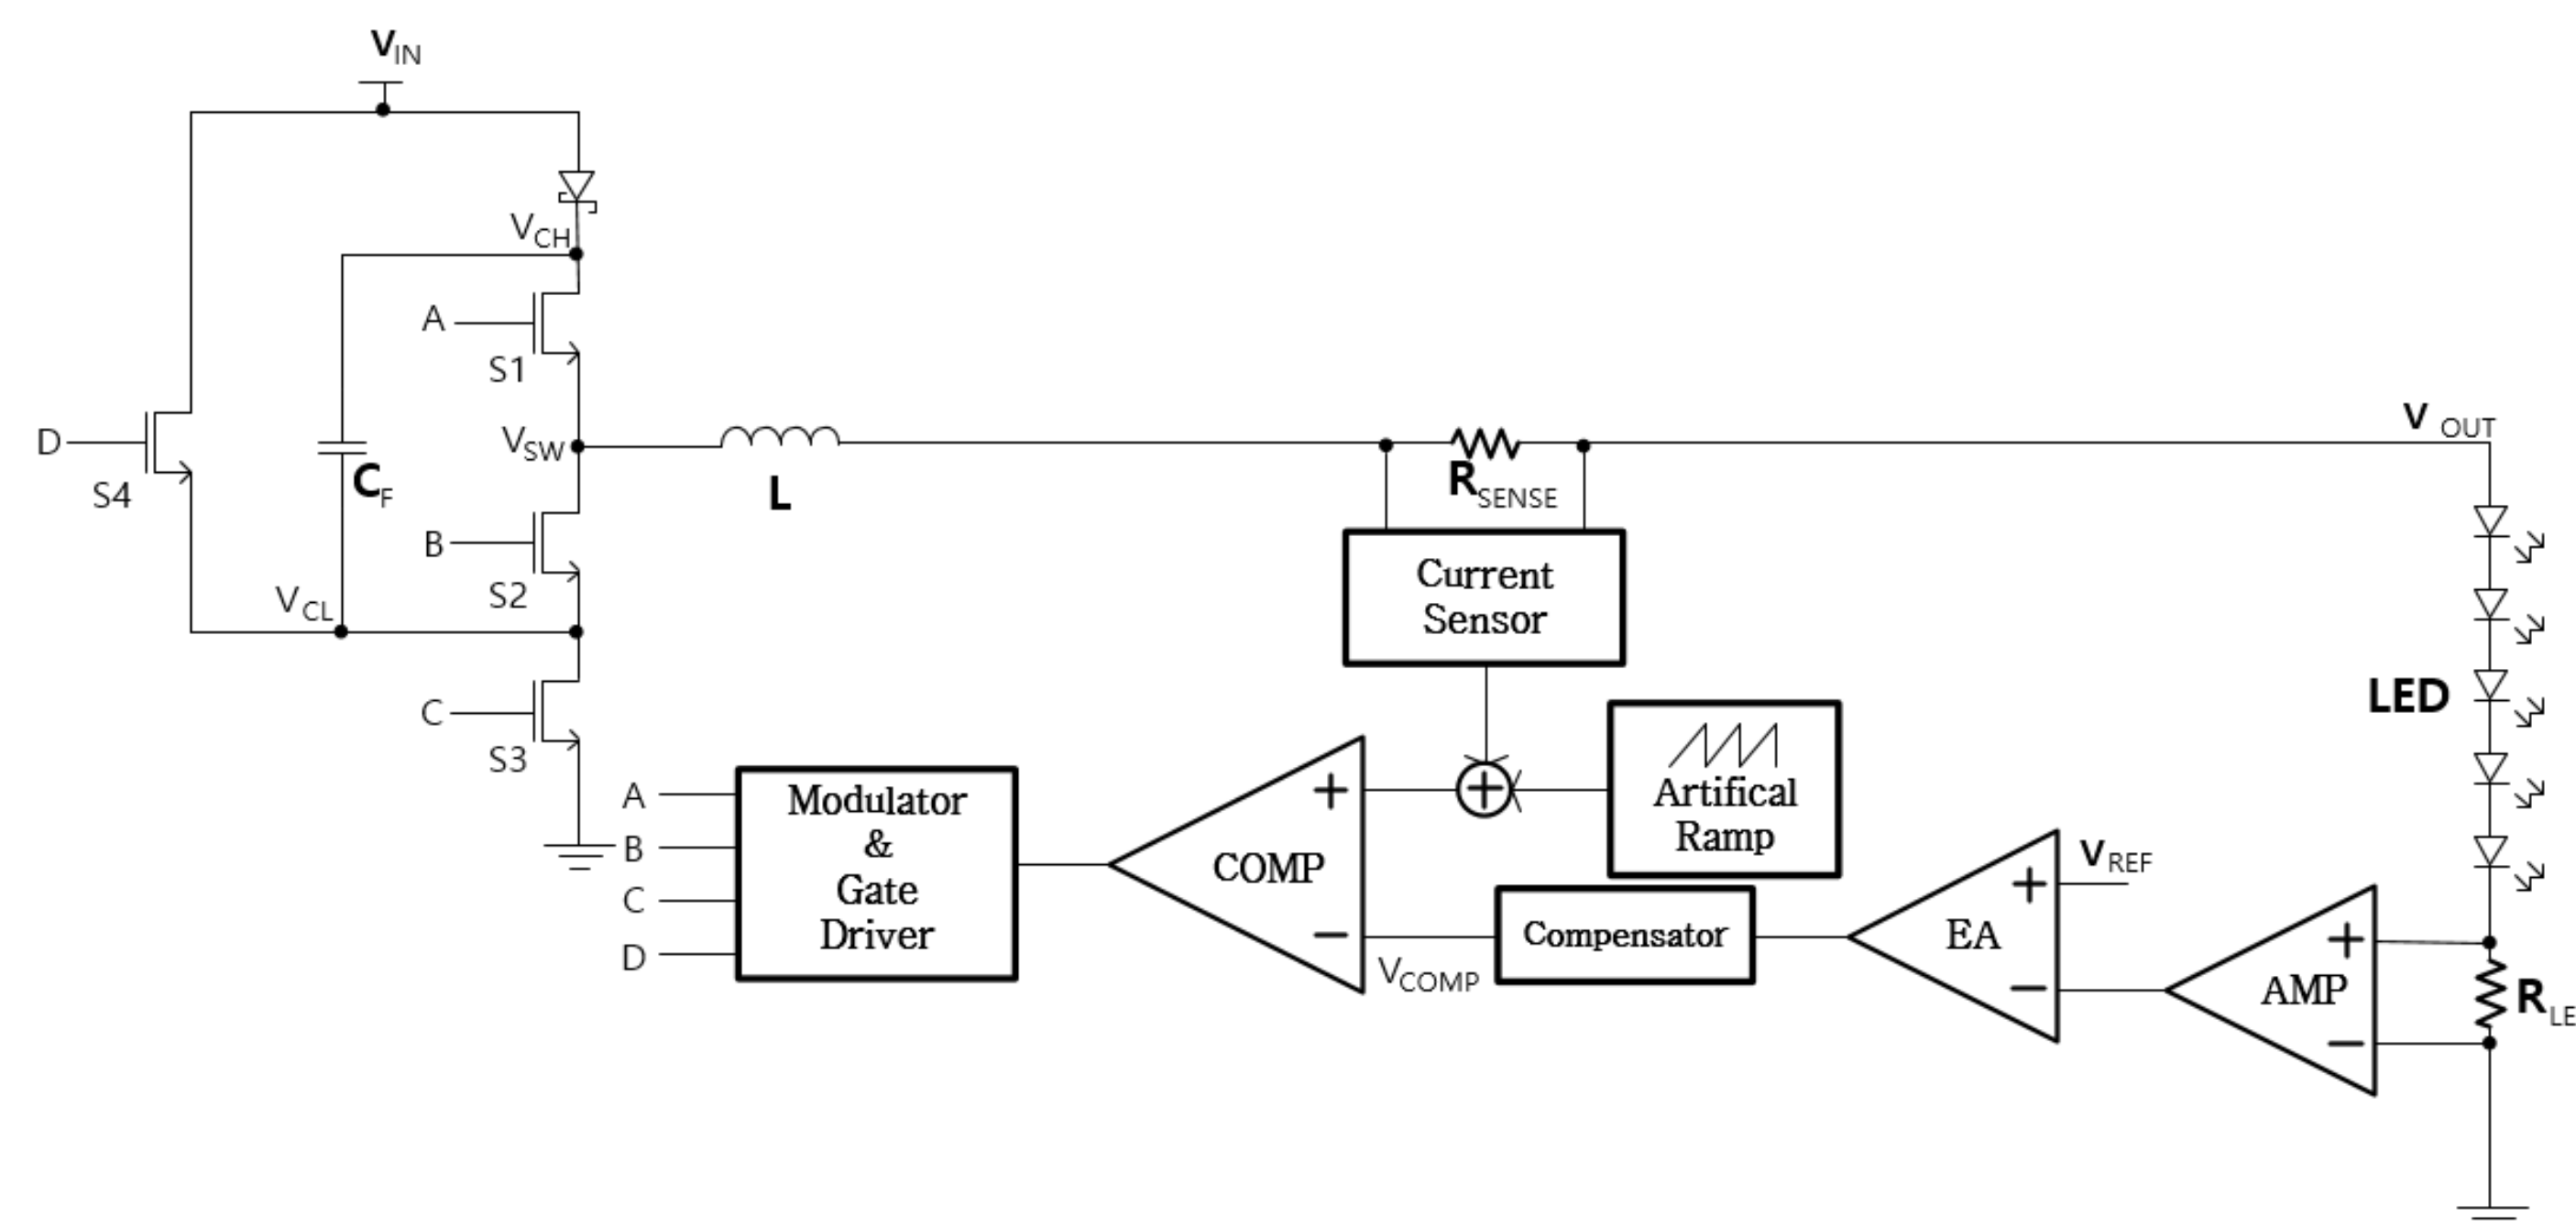 VIN
VCH
A
S1
D
S4
CF
VSW
L
RSENSE
VOUT
B
S2
VCL
Current
Sensor
C
S3
LED
A
B
C
D
Modulator
&
Gate
Driver
COMP
+
−
+
Artifical
Ramp
Compensator
VCOMP
EA
+
−
VREF
AMP
+
−
RLE